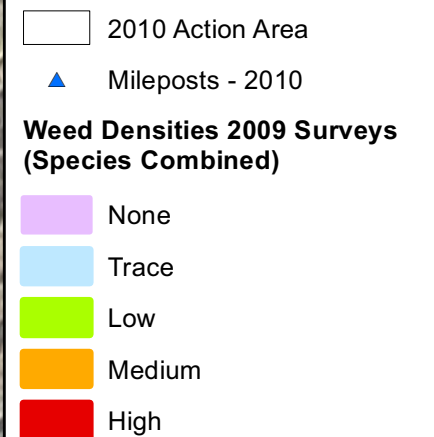 2010 Action Area
Mileposts - 2010
Weed Densities 2009 Surveys
(Species Combined)
None
Trace
Low
Medium
High